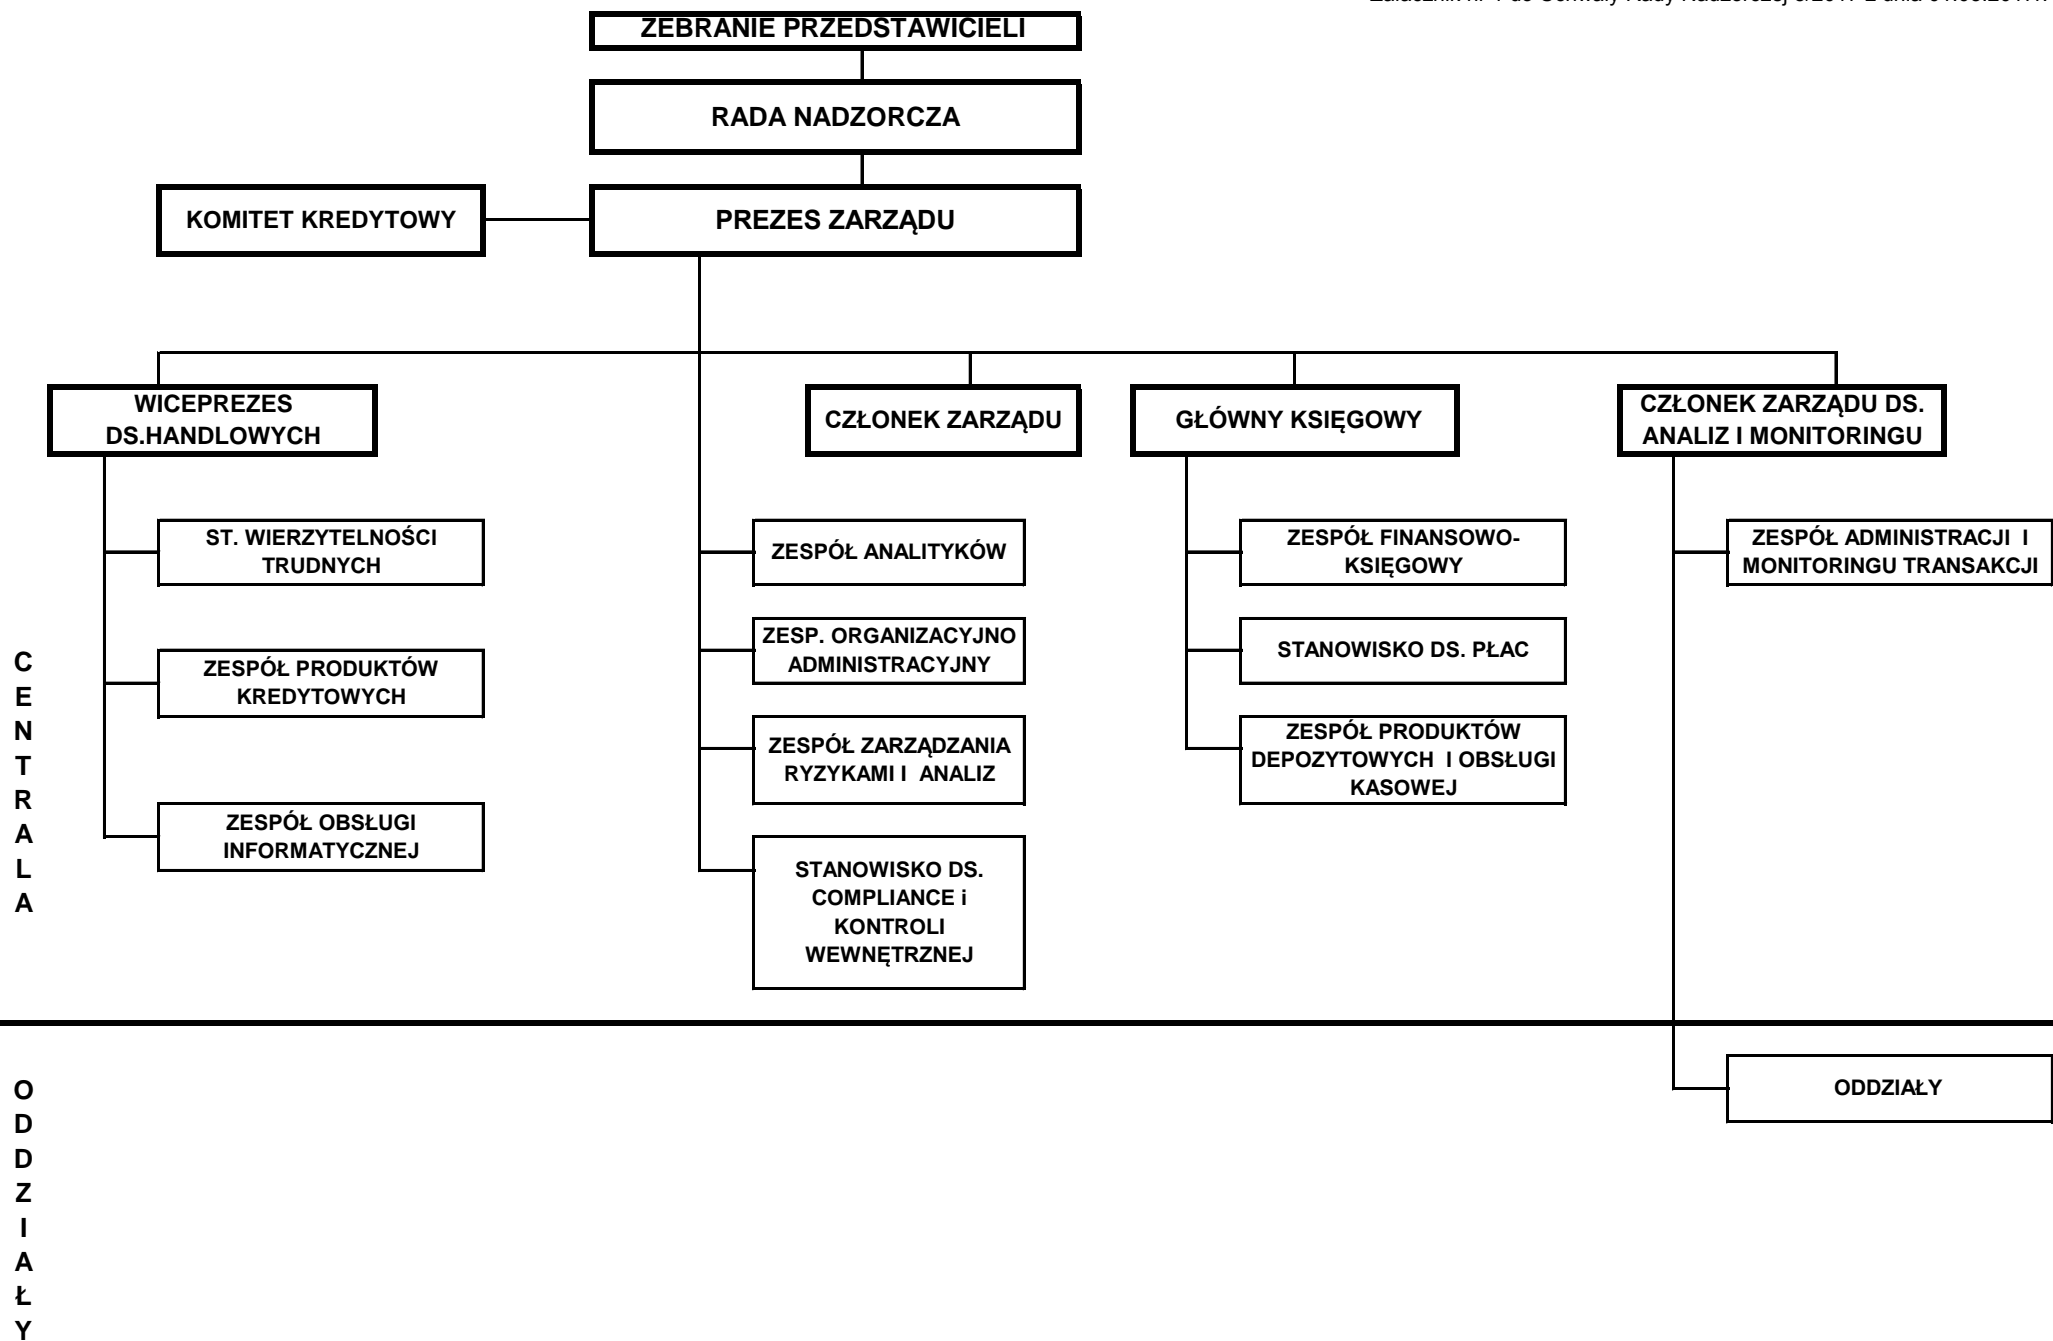 ZEBRANIE PRZEDSTAWICIELI
RADA NADZORCZA
KOMITET KREDYTOWY
PREZES ZARZĄDU
WICEPREZES
DS.HANDLOWYCH
CZŁONEK ZARZĄDU
GŁÓWNY KSIĘGOWY
CZŁONEK ZARZĄDU DS.
ANALIZ I MONITORINGU
ST. WIERZYTELNOŚCI
TRUDNYCH
ZESPÓŁ PRODUKTÓW
KREDYTOWYCH
ZESPÓŁ OBSŁUGI
INFORMATYCZNEJ
ZESPÓŁ ANALITYKÓW
ZESP. ORGANIZACYJNO
ADMINISTRACYJNY
ZESPÓŁ ZARZĄDZANIA
RYZYKAMI I ANALIZ
STANOWISKO DS.
COMPLIANCE i
KONTROLI
WEWNĘTRZNEJ
ZESPÓŁ FINANSOWO-
KSIĘGOWY
STANOWISKO DS. PŁAC
ZESPÓŁ PRODUKTÓW
DEPOZYTOWYCH I OBSŁUGI
KASOWEJ
ZESPÓŁ ADMINISTRACJI I
MONITORINGU TRANSAKCJI
C
E
N
T
R
A
L
A
ODDZIAŁY
O
D
D
Z
I
A
Ł
Y